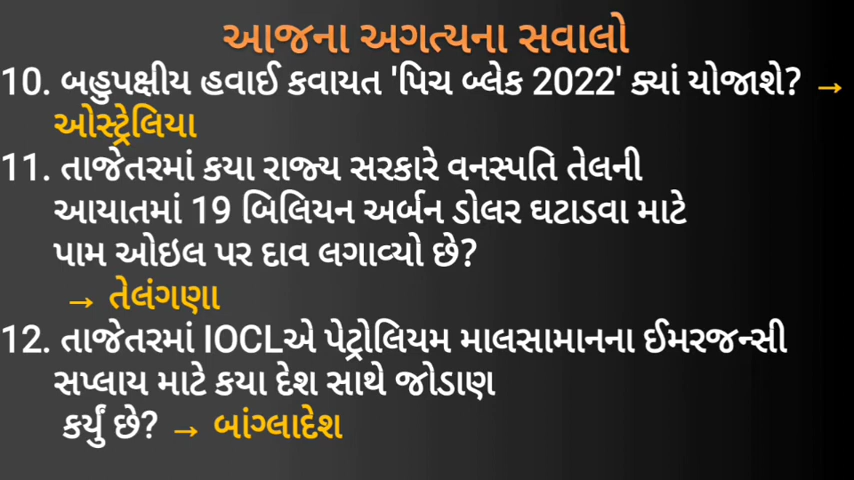 આજના અગત્યના સવાલો
10. બહુપક્ષીય હવાઈ કવાયત 'પિચ બ્લેક 2022' ક્યાં યોજાશે? →
ઓસ્ટ્રેલિયા
11. તાજેતરમાં કયા રાજ્ય સરકારે વનસ્પતિ તેલની
આયાતમાં 19 બિલિયન અર્બન ડોલર ઘટાડવા માટે
પામ ઓઇલ પર દાવ લગાવ્યો છે?
→ તેલંગણા
12. તાજેતરમાં IOCLએ પેટ્રોલિયમ માલસામાનના ઈમરજન્સી
સપ્લાય માટે કયા દેશ સાથે જોડાણ
કર્યું છે? → બાંગ્લાદેશ